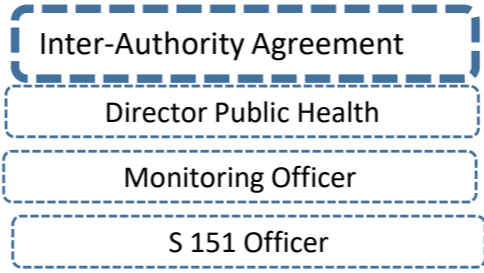 Inter-Authority Agreement
Director Public Health
Monitoring Officer
S 151 Officer